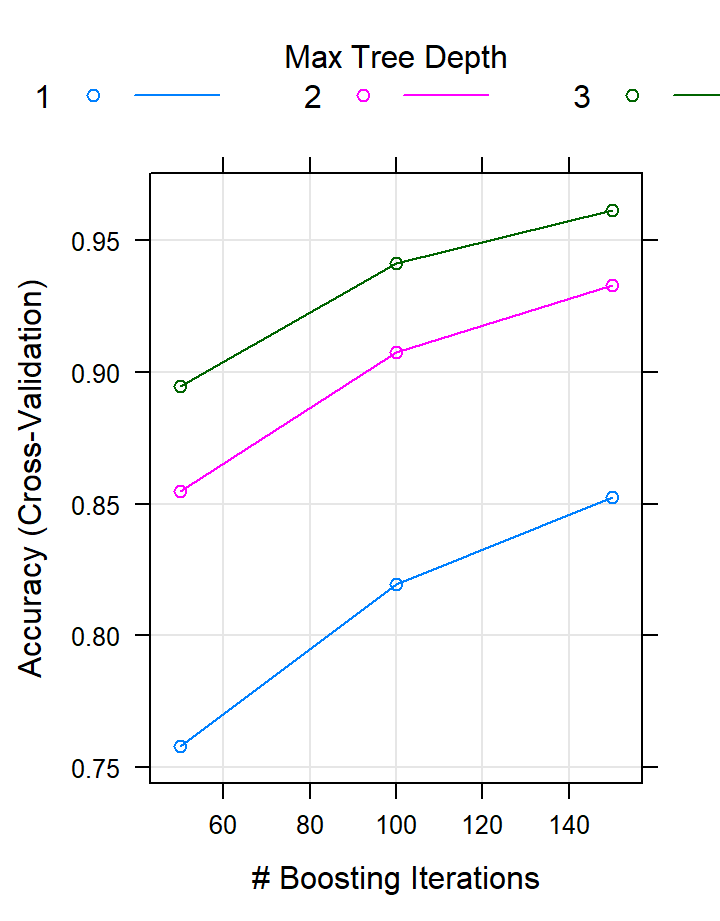 Max Tree Depth
1 2 3
0.95
0.90
0.85
0.80
0.75
Accuracy (Cross-Validation)
60 80 100 120 140
# Boosting Iterations